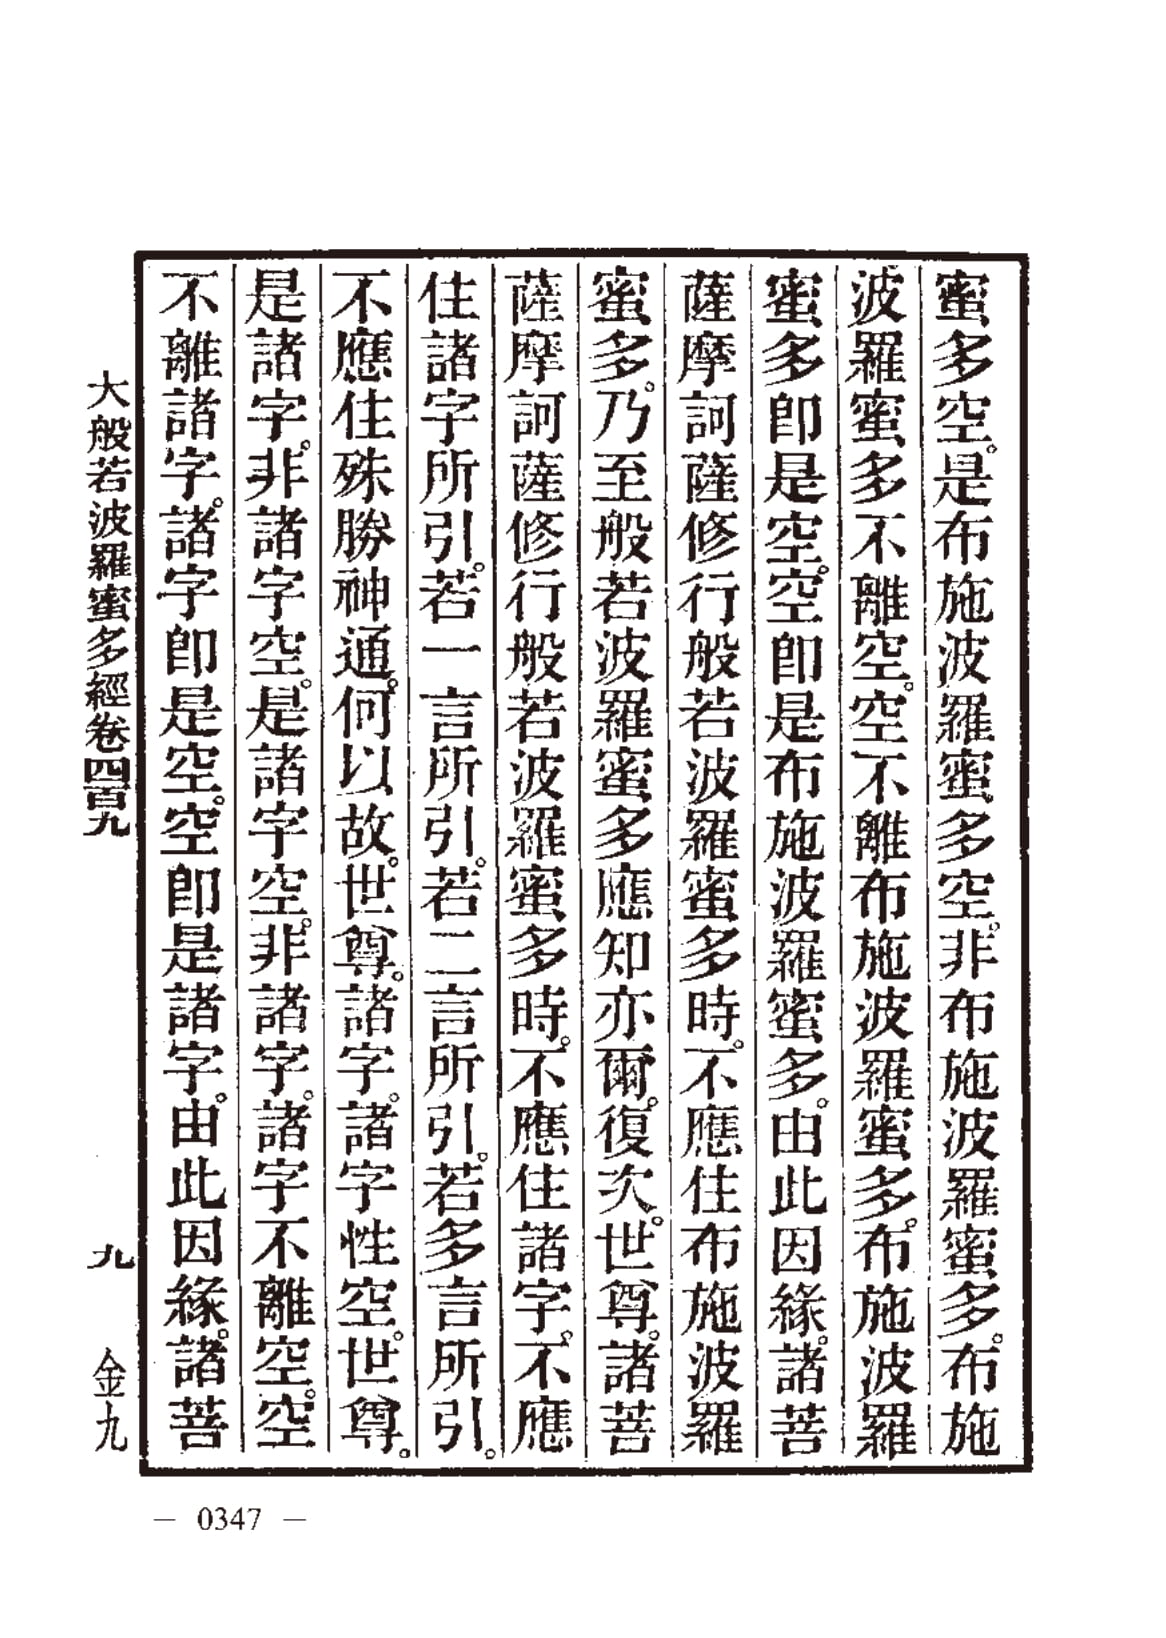 蜜多空。是布施波羅蜜多空。非布施波羅蜜多。布施
波羅蜜多不離空。空不離布施波羅蜜多。布施波羅
蜜多卽是空。空卽是布施波羅蜜多。由此因緣。諸菩
薩摩訶薩修行般若波羅蜜多時。不應住布施波羅
蜜多。乃至般若波羅蜜多應知亦爾。復次。世尊。諸菩
薩摩訶薩修行般若波羅蜜多時。不應住諸字。不應
住諸字所引。若一言所引。若二言所引。若多言所引。
不應住殊勝神通。何以故。世尊。諸字。諸字性空。世尊。
是諸字。非諸字空。是諸字空。非諸字。諸字不離空。空
不離諸字。諸字卽是空。空卽是諸字。由此因緣。諸菩
大般若波羅蜜多經卷四百九 九 金九
— 0347 —